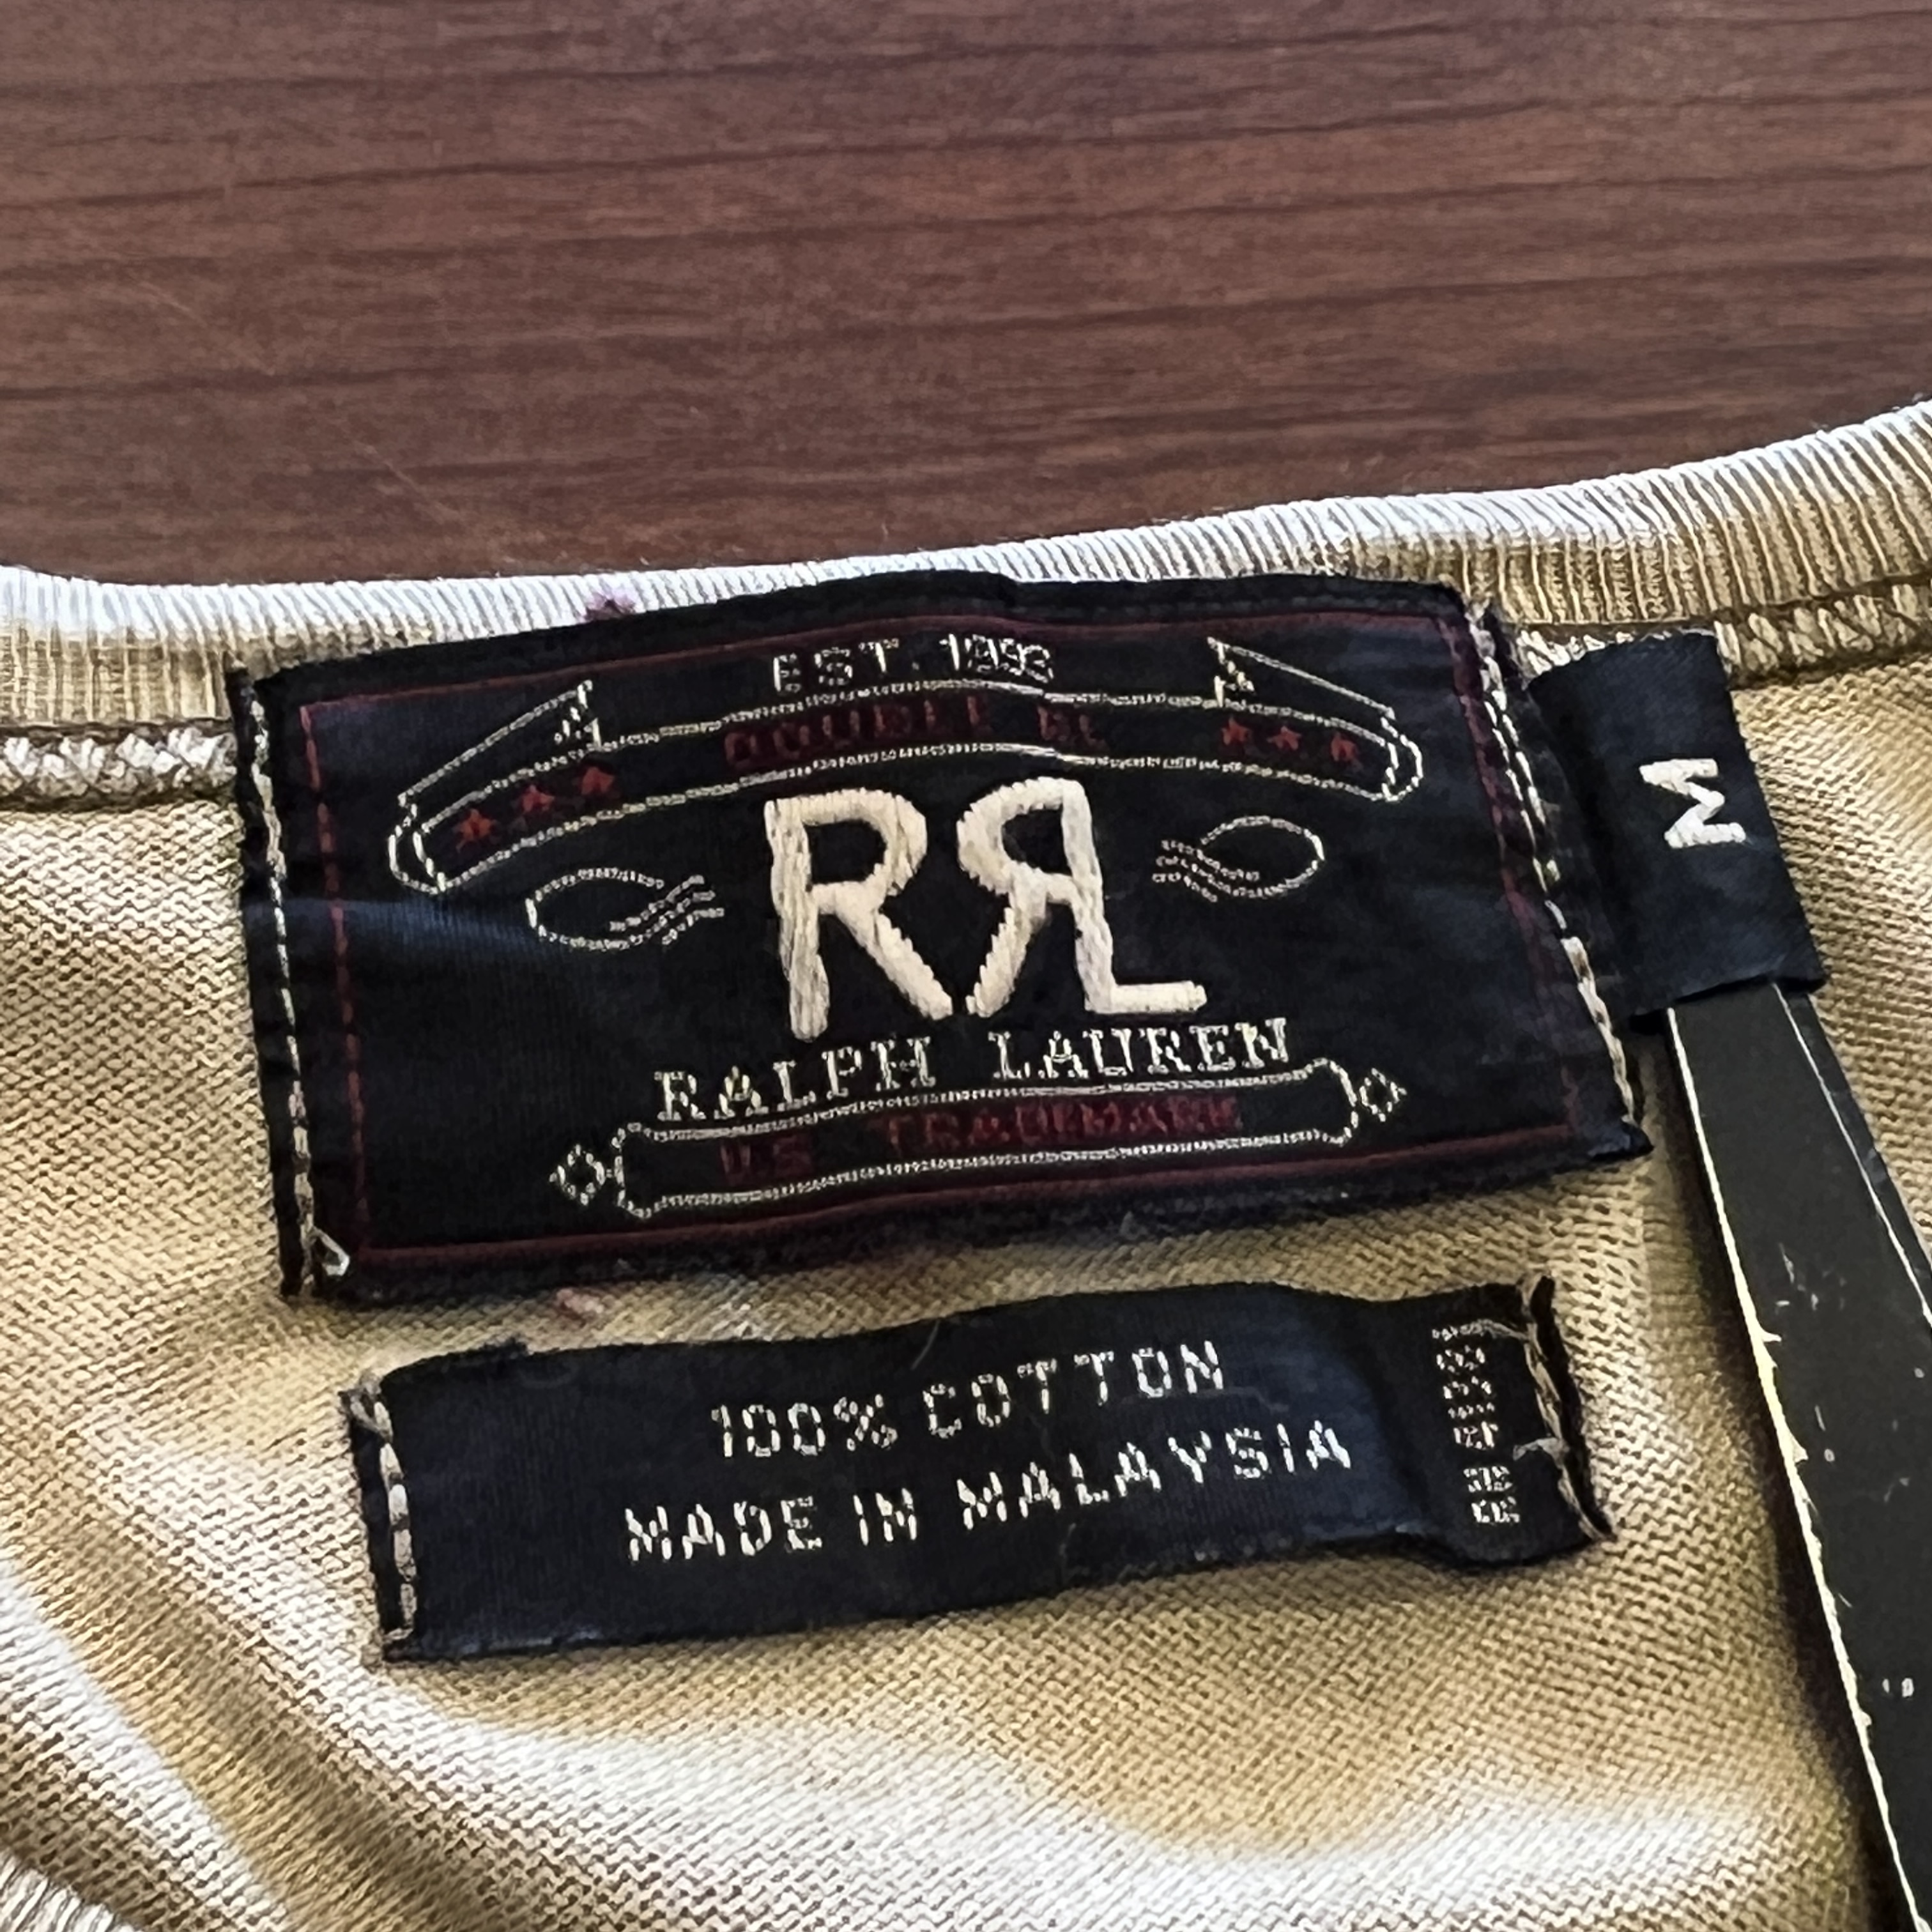 EST. 1993
DOUBLE RL
RRL
RALPH LAUREN
U.S. TRADEMARK
M
100% COTTON
MADE IN MALAYSIA